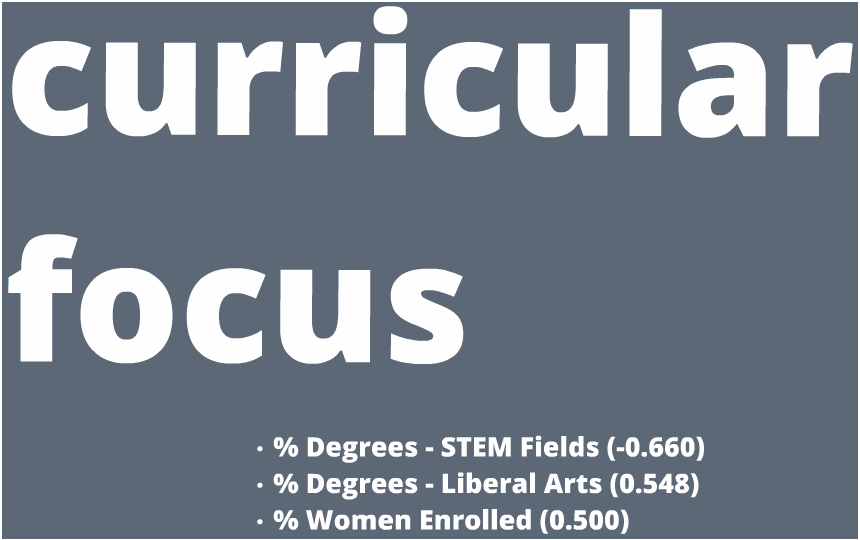 curricular
focus
· % Degrees - STEM Fields (-0.660)
· % Degrees - Liberal Arts (0.548)
· % Women Enrolled (0.500)